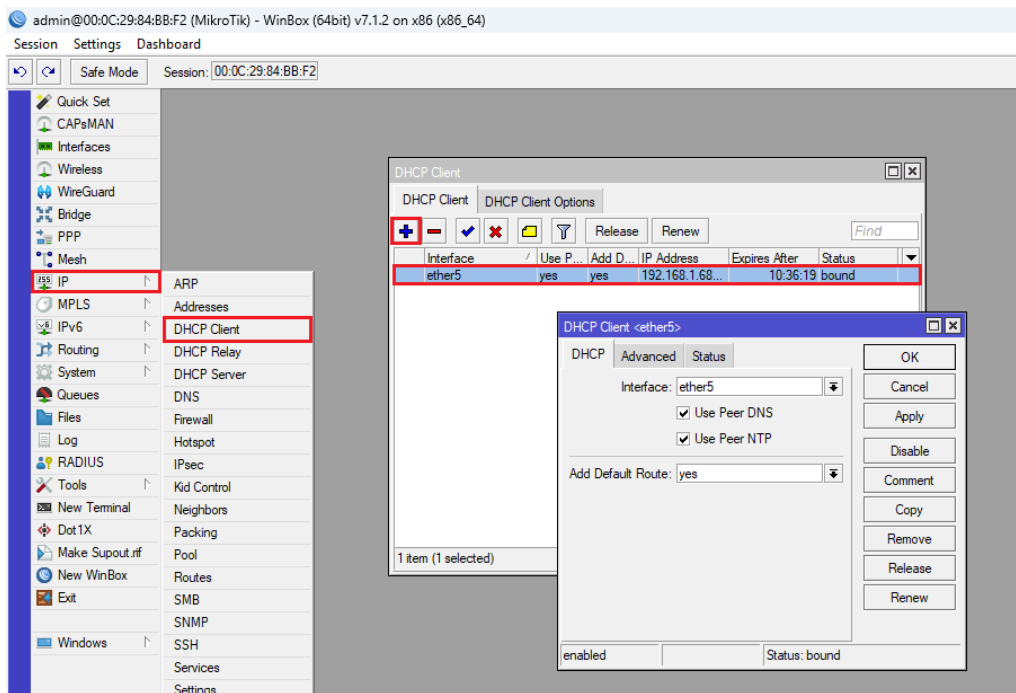 admin@00:0C:29:84:BB:F2 (MikroTik) - WinBox (64bit) v7.1.2 on x86 (x86_64)
Session Settings Dashboard
Safe Mode Session: 00:0C:29:84:BB:F2
Quick Set
CAPsMAN
Interfaces
Wireless
WireGuard
Bridge
PPP
Mesh
IP
MPLS
IPv6
Routing
System
Queues
Files
Log
RADIUS
Tools
New Terminal
Dot1X
Make Supout.rif
New WinBox
Exit
Windows
ARP
Addresses
DHCP Client
DHCP Relay
DHCP Server
DNS
Firewall
Hotspot
IPsec
Kid Control
Neighbors
Packing
Pool
Routes
SMB
SNMP
SSH
Services
Settings
DHCP Client
DHCP Client DHCP Client Options
Release Renew Find
Interface Use P... Add D... IP Address Expires After Status
ether5 yes yes 192.168.1.68... 10:36:19 bound
1 item (1 selected)
DHCP Client <ether5>
DHCP Advanced Status
Interface: ether5
Use Peer DNS
Use Peer NTP
Add Default Route: yes
OK
Cancel
Apply
Disable
Comment
Copy
Remove
Release
Renew
enabled Status: bound